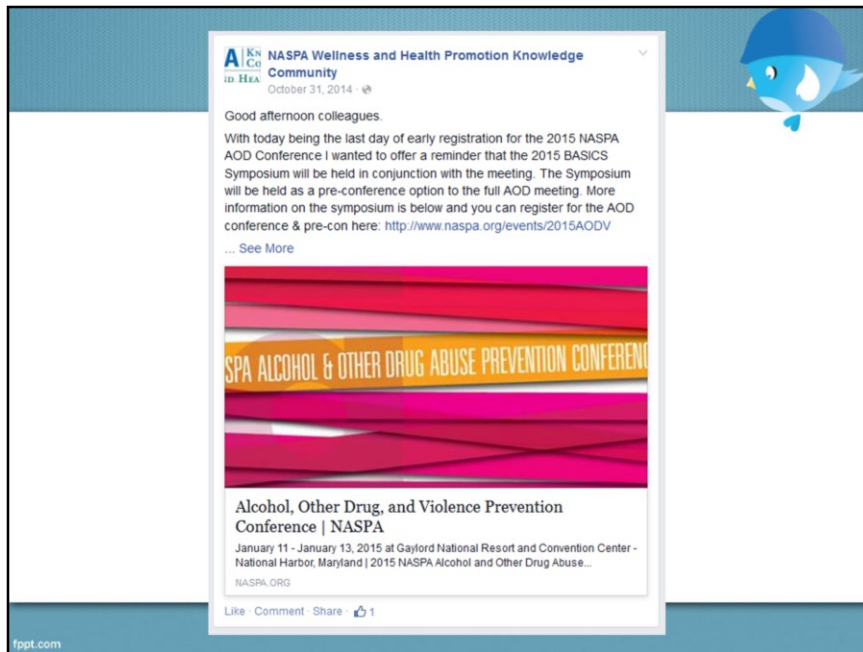 A KN
CO
ND HEA
NASPA Wellness and Health Promotion Knowledge
Community
October 31, 2014 ·
Good afternoon colleagues.
With today being the last day of early registration for the 2015 NASPA
AOD Conference I wanted to offer a reminder that the 2015 BASICS
Symposium will be held in conjunction with the meeting. The Symposium
will be held as a pre-conference option to the full AOD meeting. More
information on the symposium is below and you can register for the AOD
conference & pre-con here: http://www.naspa.org/events/2015AODV
... See More
SPA ALCOHOL & OTHER DRUG ABUSE PREVENTION CONFERENC
Alcohol, Other Drug, and Violence Prevention
Conference | NASPA
January 11 - January 13, 2015 at Gaylord National Resort and Convention Center -
National Harbor, Maryland | 2015 NASPA Alcohol and Other Drug Abuse...
NASPA.ORG
Like · Comment · Share · 1
fppt.com